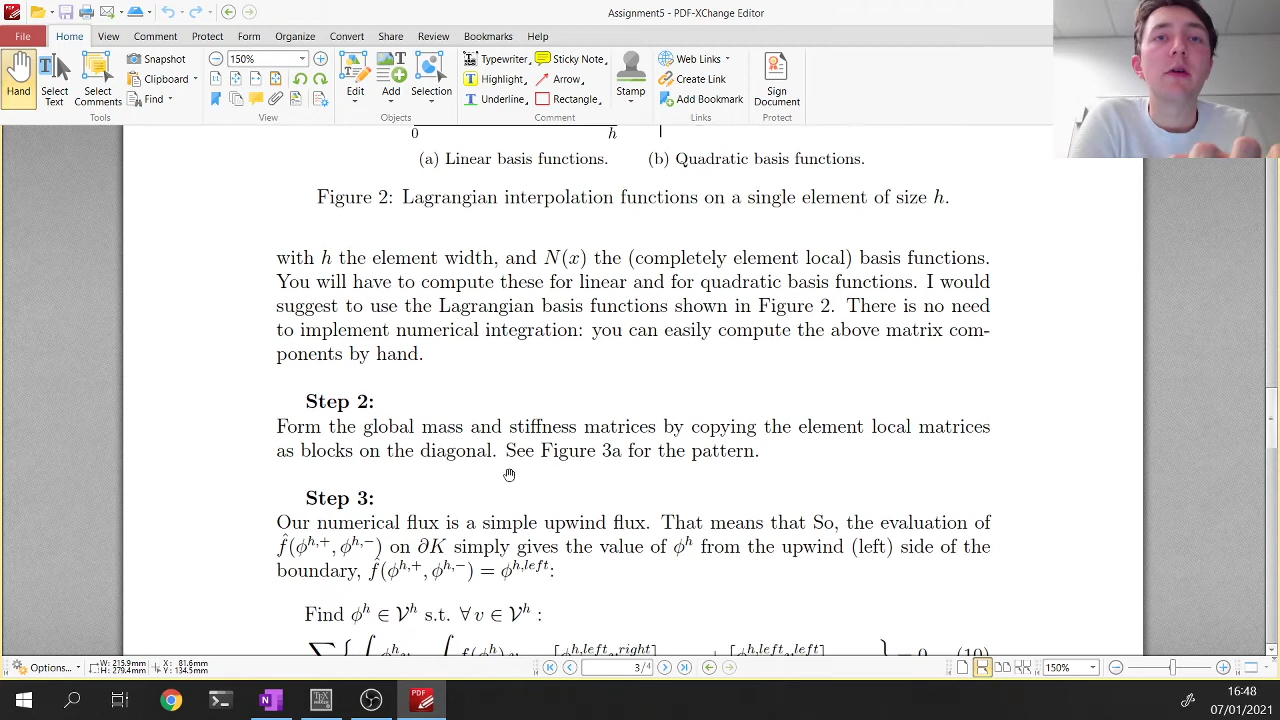 Assignment5 - PDF-XChange Editor
File Home View Comment Protect Form Organize Convert Share Review Bookmarks Help
Hand
Select Text
Select Comments
Snapshot
Clipboard
Find
Tools
150%
View
Edit
Add
Selection
Objects
Typewriter
Sticky Note
Highlight
Arrow
Underline
Rectangle
Stamp
Comment
Web Links
Create Link
Add Bookmark
Links
Sign Document
Protect
0 h
(a) Linear basis functions. (b) Quadratic basis functions.
Figure 2: Lagrangian interpolation functions on a single element of size h.
with h the element width, and N(x) the (completely element local) basis functions.
You will have to compute these for linear and for quadratic basis functions. I would
suggest to use the Lagrangian basis functions shown in Figure 2. There is no need
to implement numerical integration: you can easily compute the above matrix com-
ponents by hand.
Step 2:
Form the global mass and stiffness matrices by copying the element local matrices
as blocks on the diagonal. See Figure 3a for the pattern.
Step 3:
Our numerical flux is a simple upwind flux. That means that So, the evaluation of
f̂(ϕ^{h,+}, ϕ^{h,−}) on ∂K simply gives the value of ϕ^h from the upwind (left) side of the
boundary, f̂(ϕ^{h,+}, ϕ^{h,−}) = ϕ^{h,left}:
Find ϕ^h ∈ V^h s.t. ∀ v ∈ V^h :
Options...
W: 215.9mm
H: 279.4mm
X: 81.6mm
Y: 134.5mm
3/4
150%
16:48
07/01/2021